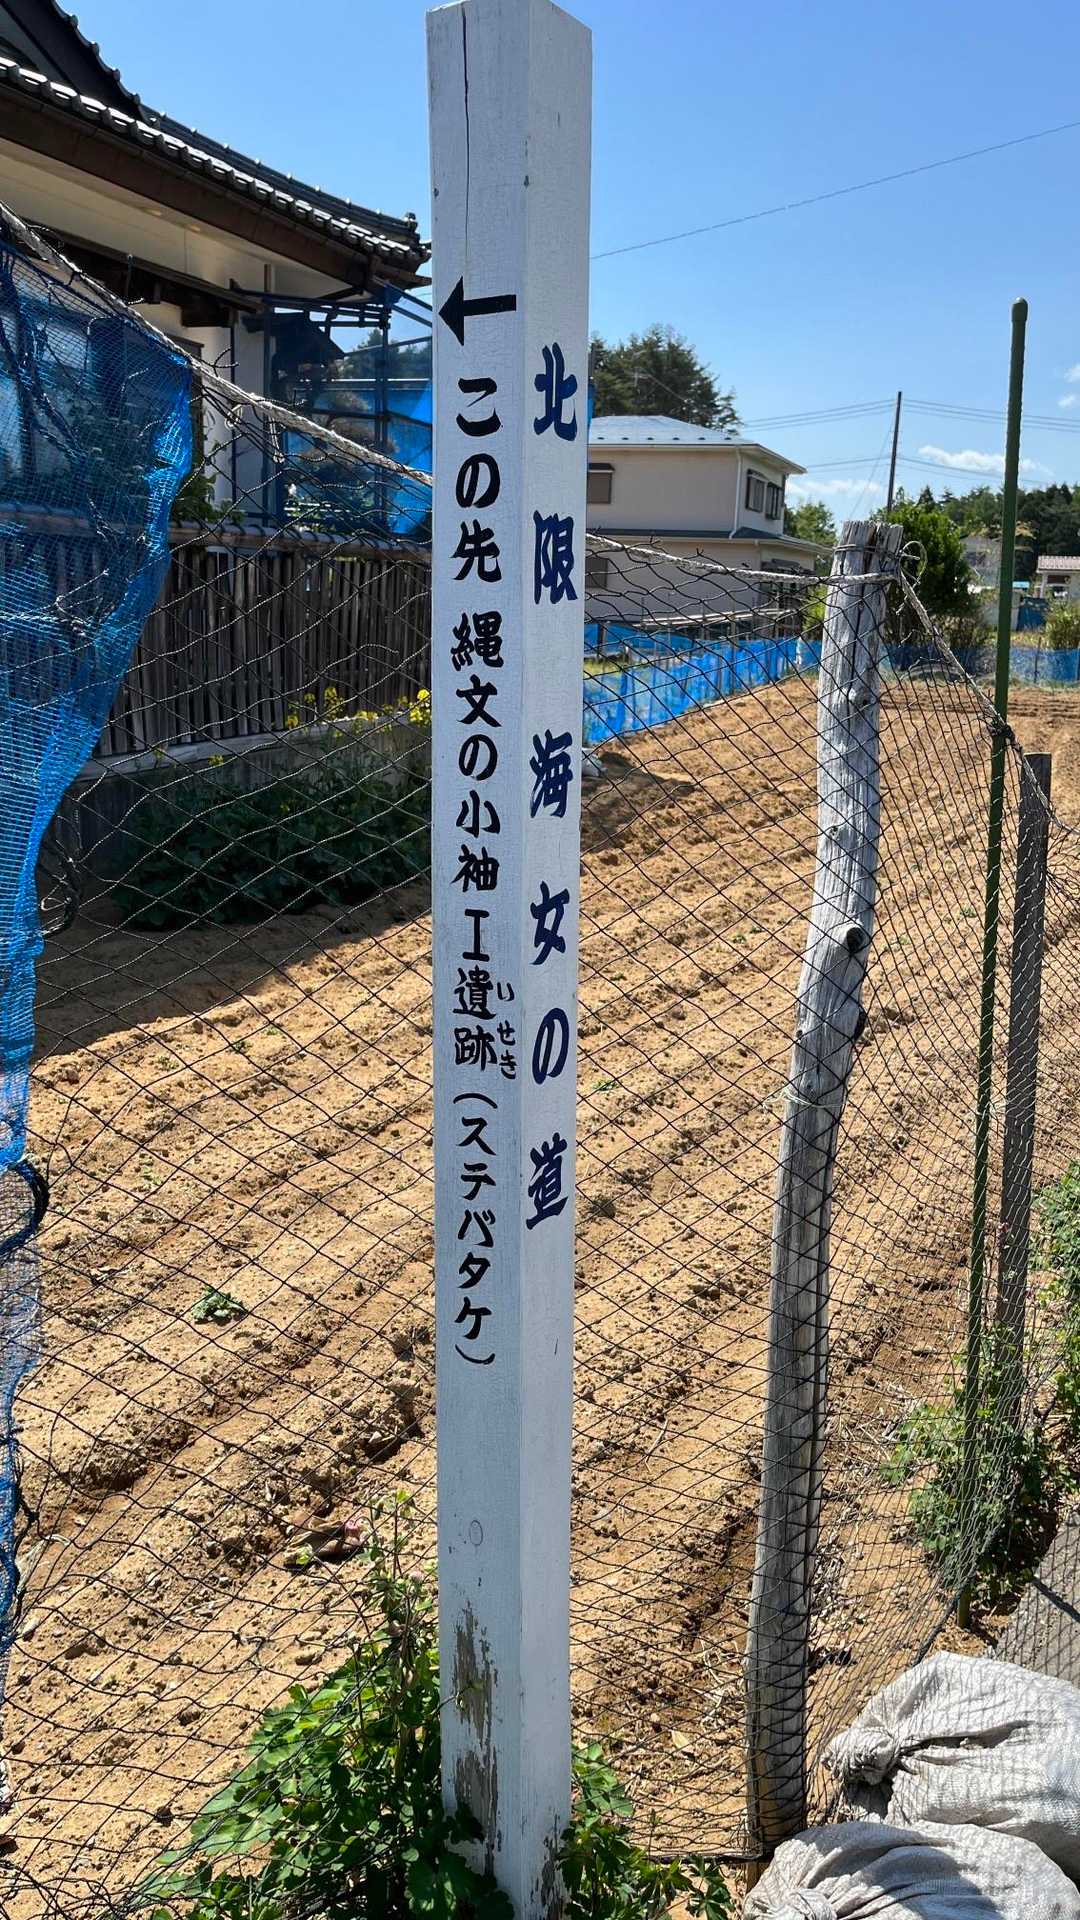 北限 海女の道
← この先 縄文の小袖Ⅰ遺跡(ステバタケ)
いせき